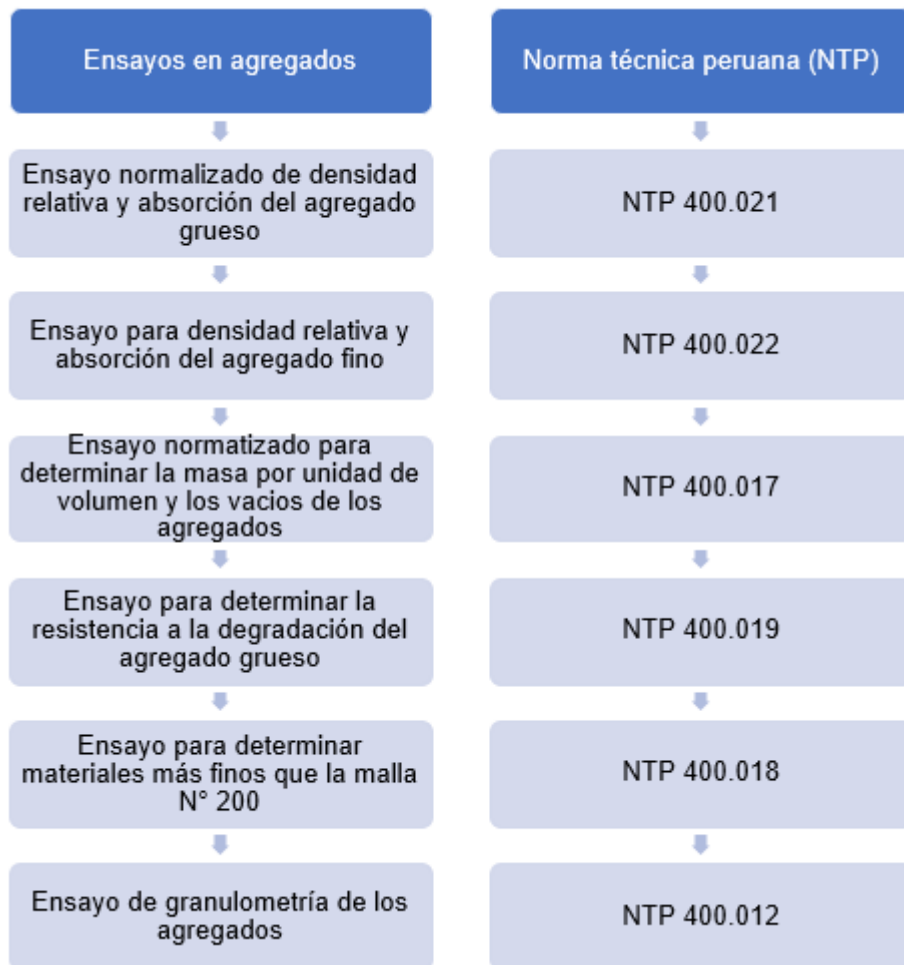 Ensayos en agregados
Norma técnica peruana (NTP)
Ensayo normalizado de densidad
relativa y absorción del agregado
grueso
NTP 400.021
Ensayo para densidad relativa y
absorción del agregado fino
NTP 400.022
Ensayo normatizado para
determinar la masa por unidad de
volumen y los vacios de los
agregados
NTP 400.017
Ensayo para determinar la
resistencia a la degradación del
agregado grueso
NTP 400.019
Ensayo para determinar
materiales más finos que la malla
N° 200
NTP 400.018
Ensayo de granulometría de los
agregados
NTP 400.012